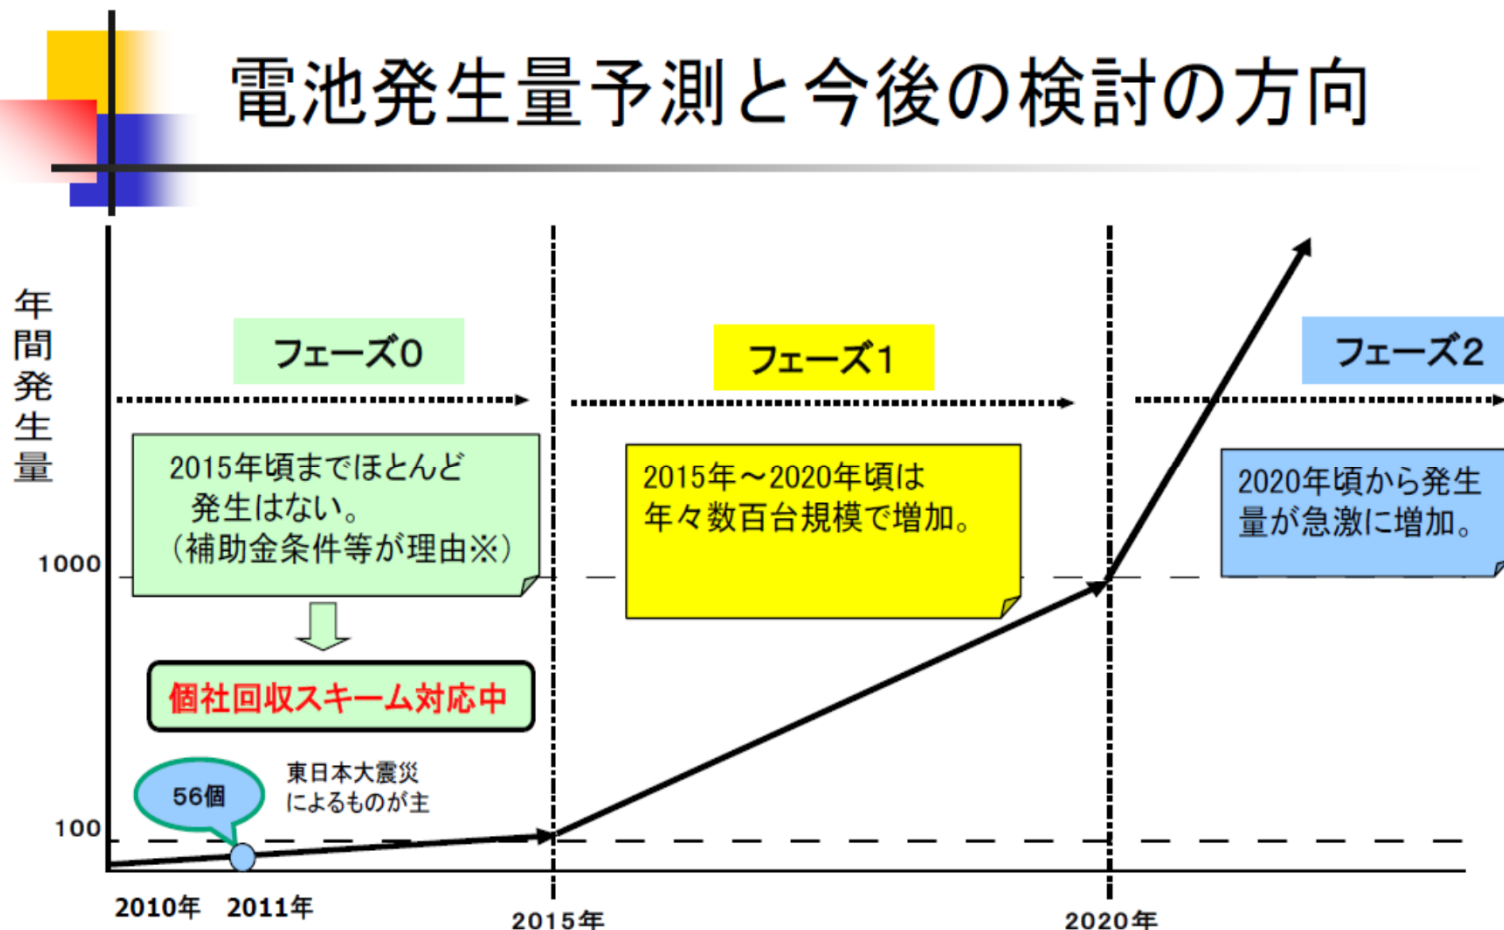 電池発生量予測と今後の検討の方向
年間発生量
フェーズ０
フェーズ１
フェーズ２
2015年頃までほとんど
発生はない。
（補助金条件等が理由※）
2015年～2020年頃は
年々数百台規模で増加。
2020年頃から発生
量が急激に増加。
1000
個社回収スキーム対応中
56個
東日本大震災
によるものが主
100
2010年
2011年
2015年
2020年